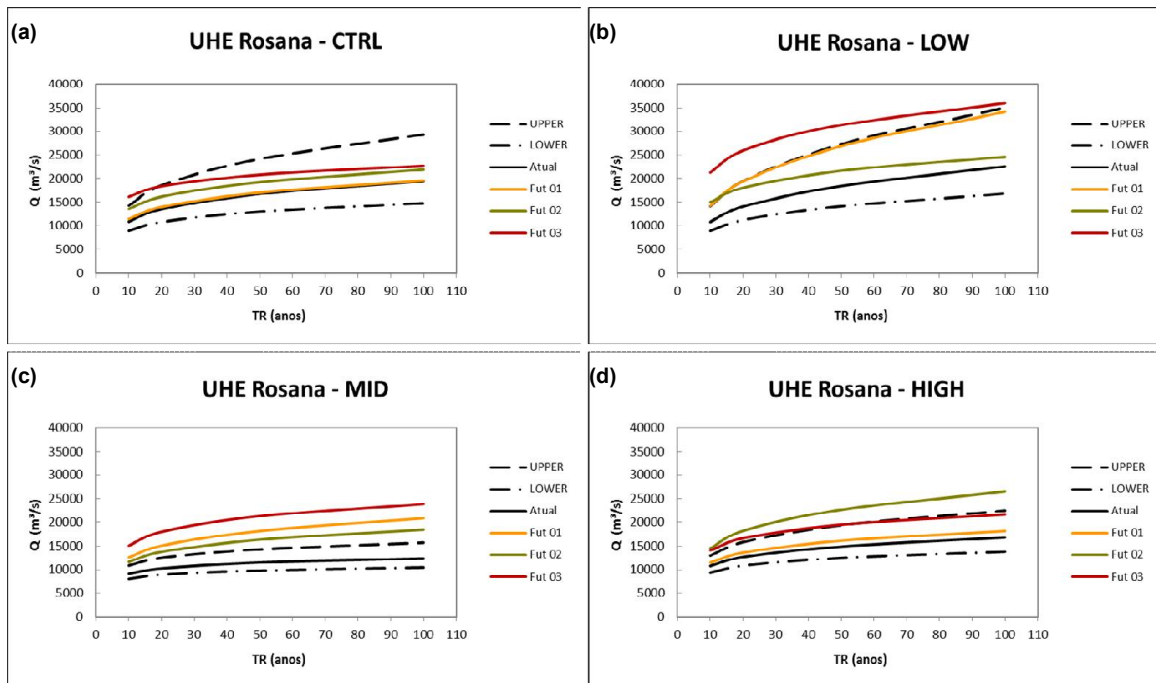 (a)
UHE Rosana - CTRL
40000
35000
30000
25000
20000
15000
10000
5000
0
Q (m³/s)
0 10 20 30 40 50 60 70 80 90 100 110
TR (anos)
UPPER
LOWER
Atual
Fut 01
Fut 02
Fut 03
(b)
UHE Rosana - LOW
40000
35000
30000
25000
20000
15000
10000
5000
0
Q (m³/s)
0 10 20 30 40 50 60 70 80 90 100 110
TR (anos)
UPPER
LOWER
Atual
Fut 01
Fut 02
Fut 03
(c)
UHE Rosana - MID
40000
35000
30000
25000
20000
15000
10000
5000
0
Q (m³/s)
0 10 20 30 40 50 60 70 80 90 100 110
TR (anos)
UPPER
LOWER
Atual
Fut 01
Fut 02
Fut 03
(d)
UHE Rosana - HIGH
40000
35000
30000
25000
20000
15000
10000
5000
0
Q (m³/s)
0 10 20 30 40 50 60 70 80 90 100 110
TR (anos)
UPPER
LOWER
Atual
Fut 01
Fut 02
Fut 03